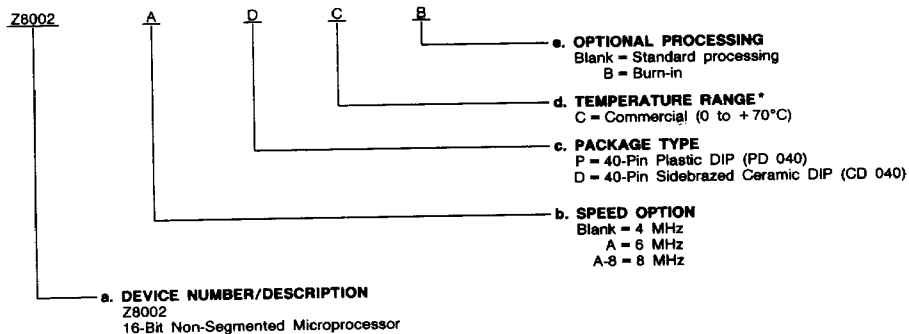 Z8002 A D C B
e. OPTIONAL PROCESSING
Blank = Standard processing
B = Burn-in
d. TEMPERATURE RANGE*
C = Commercial (0 to +70°C)
c. PACKAGE TYPE
P = 40-Pin Plastic DIP (PD 040)
D = 40-Pin Sidebrazed Ceramic DIP (CD 040)
b. SPEED OPTION
Blank = 4 MHz
A = 6 MHz
A-8 = 8 MHz
a. DEVICE NUMBER/DESCRIPTION
Z8002
16-Bit Non-Segmented Microprocessor